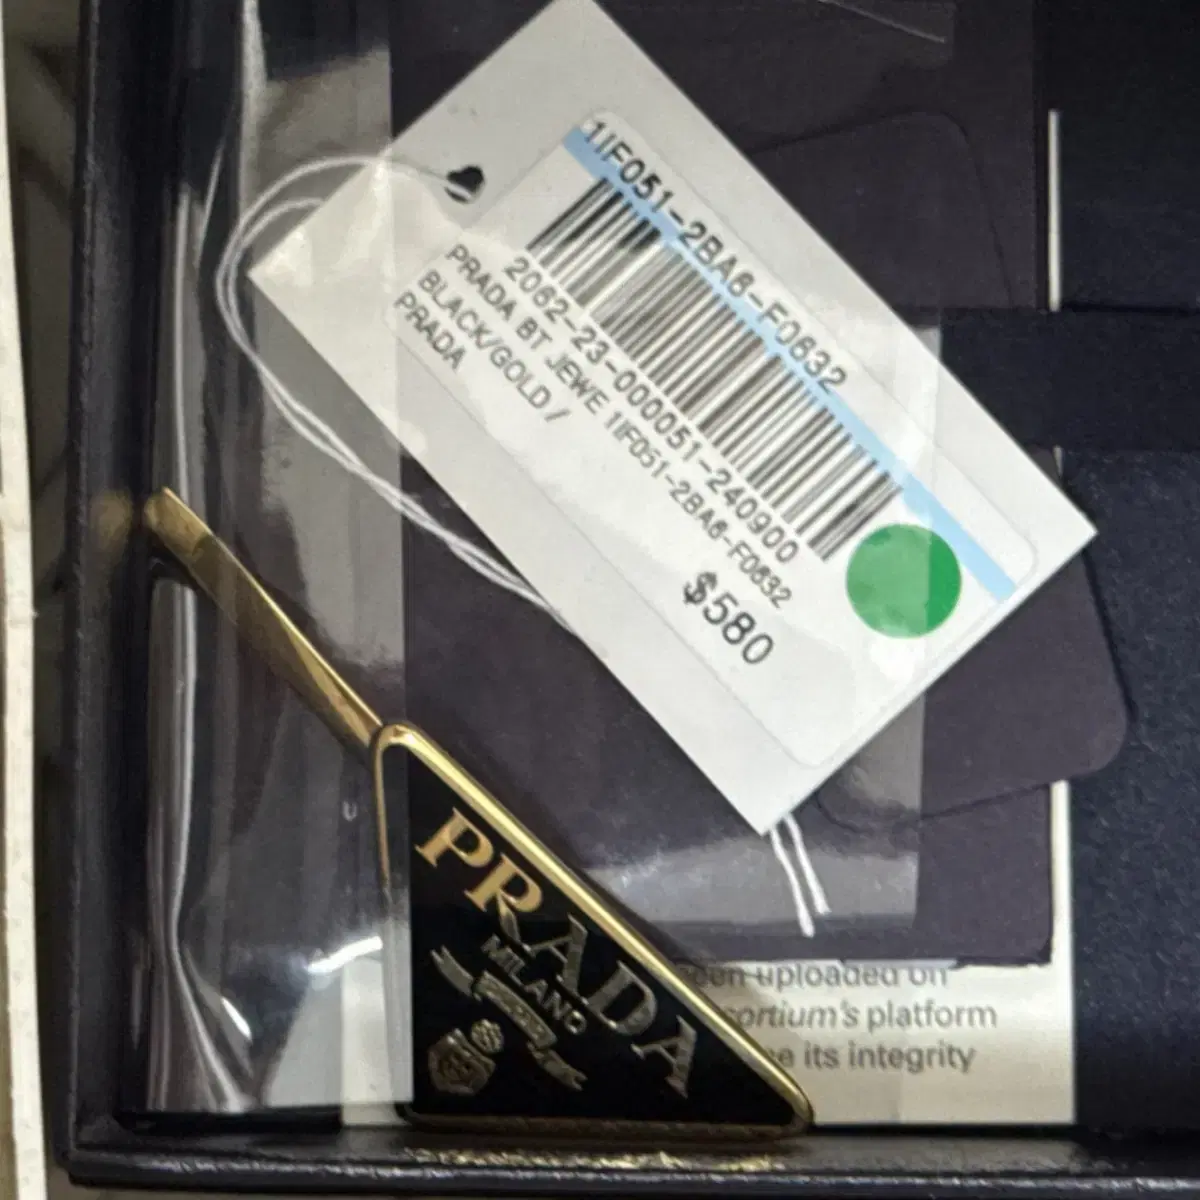 1IF051-2BA6-F0632
2062-23-000051-240900
PRADA BT JEWE 1IF051-2BA6-F0632
BLACK/GOLD /
PRADA
$580
PRADA
MILANO
uploaded on
platform
its integrity